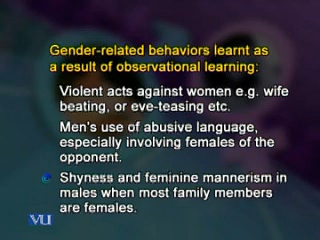 Gender-related behaviors learnt as
a result of observational learning:
Violent acts against women e.g. wife
beating, or eve-teasing etc.
Men's use of abusive language,
especially involving females of the
opponent.
Shyness and feminine mannerism in
males when most family members
are females.
VU